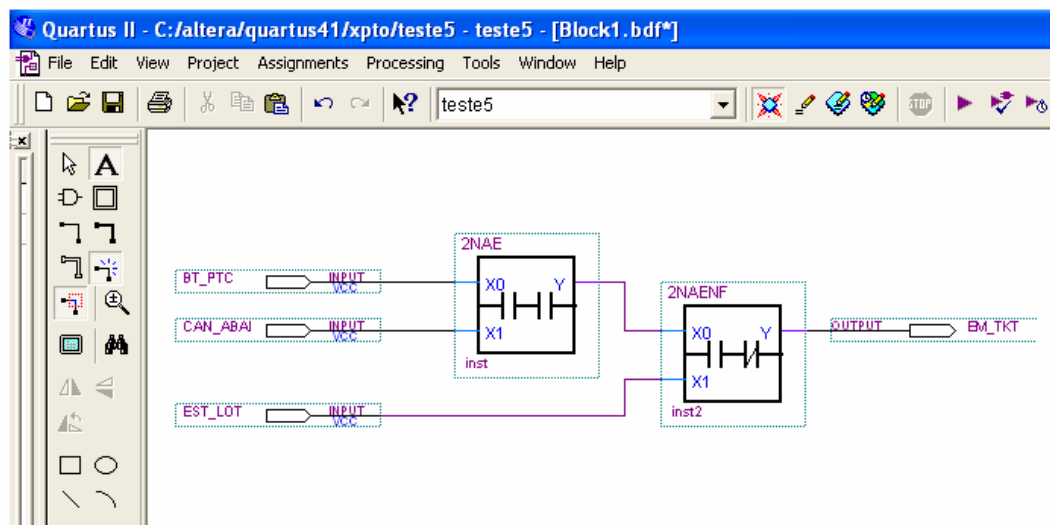 Quartus II - C:/altera/quartus41/xpto/teste5 - teste5 - [Block1.bdf*]
File Edit View Project Assignments Processing Tools Window Help
teste5
STOP
A
2NAE
BT_PTC INPUT
VCC
X0 Y
CAN_ABAI INPUT
VCC
X1
inst
2NAENF
X0 Y
OUTPUT EM_TKT
X1
EST_LOT INPUT
VCC
inst2